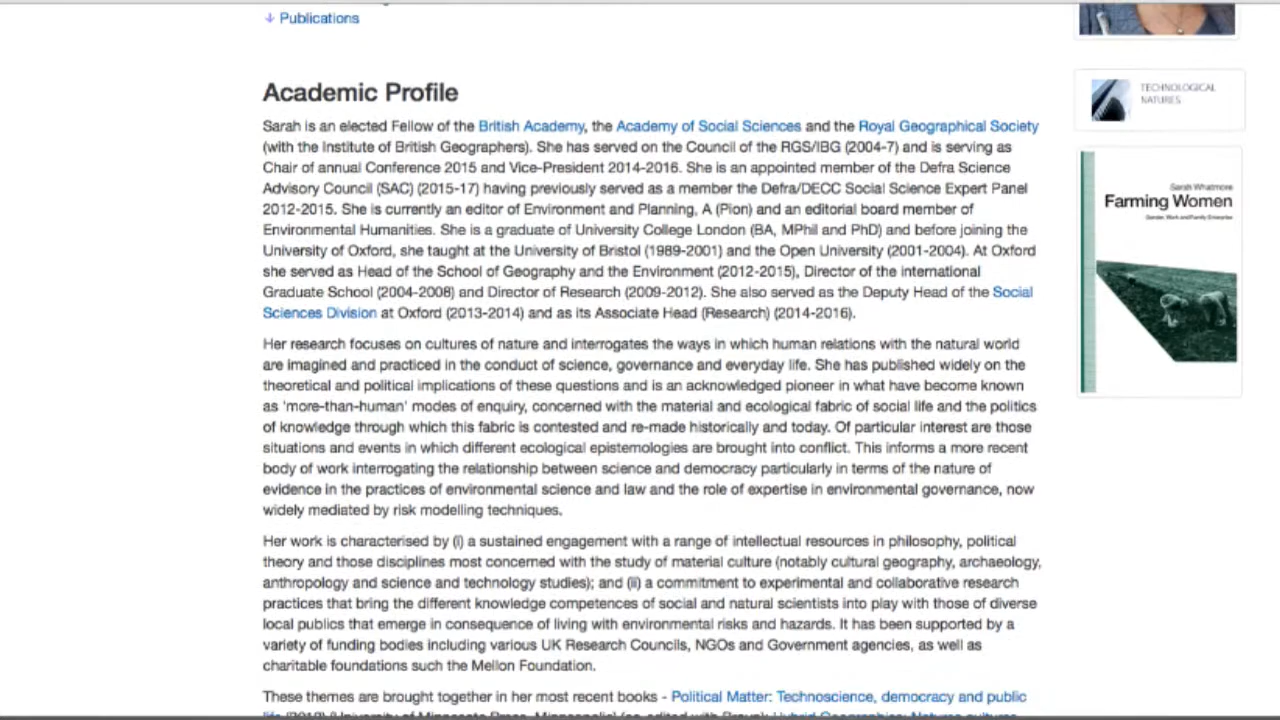 Publications
Academic Profile
Sarah is an elected Fellow of the British Academy, the Academy of Social Sciences and the Royal Geographical Society
(with the Institute of British Geographers). She has served on the Council of the RGS/IBG (2004-7) and is serving as
Chair of annual Conference 2015 and Vice-President 2014-2016. She is an appointed member of the Defra Science
Advisory Council (SAC) (2015-17) having previously served as a member the Defra/DECC Social Science Expert Panel
2012-2015. She is currently an editor of Environment and Planning, A (Pion) and an editorial board member of
Environmental Humanities. She is a graduate of University College London (BA, MPhil and PhD) and before joining the
University of Oxford, she taught at the University of Bristol (1989-2001) and the Open University (2001-2004). At Oxford
she served as Head of the School of Geography and the Environment (2012-2015), Director of the international
Graduate School (2004-2008) and Director of Research (2009-2012). She also served as the Deputy Head of the Social
Sciences Division at Oxford (2013-2014) and as its Associate Head (Research) (2014-2016).
Her research focuses on cultures of nature and interrogates the ways in which human relations with the natural world
are imagined and practiced in the conduct of science, governance and everyday life. She has published widely on the
theoretical and political implications of these questions and is an acknowledged pioneer in what have become known
as 'more-than-human' modes of enquiry, concerned with the material and ecological fabric of social life and the politics
of knowledge through which this fabric is contested and re-made historically and today. Of particular interest are those
situations and events in which different ecological epistemologies are brought into conflict. This informs a more recent
body of work interrogating the relationship between science and democracy particularly in terms of the nature of
evidence in the practices of environmental science and law and the role of expertise in environmental governance, now
widely mediated by risk modelling techniques.
Her work is characterised by (i) a sustained engagement with a range of intellectual resources in philosophy, political
theory and those disciplines most concerned with the study of material culture (notably cultural geography, archaeology,
anthropology and science and technology studies); and (ii) a commitment to experimental and collaborative research
practices that bring the different knowledge competences of social and natural scientists into play with those of diverse
local publics that emerge in consequence of living with environmental risks and hazards. It has been supported by a
variety of funding bodies including various UK Research Councils, NGOs and Government agencies, as well as
charitable foundations such the Mellon Foundation.
These themes are brought together in her most recent books - Political Matter: Technoscience, democracy and public
TECHNOLOGICAL
NATURES
Sarah Whatmore
Farming Women
Gender, Work and Family Enterprise